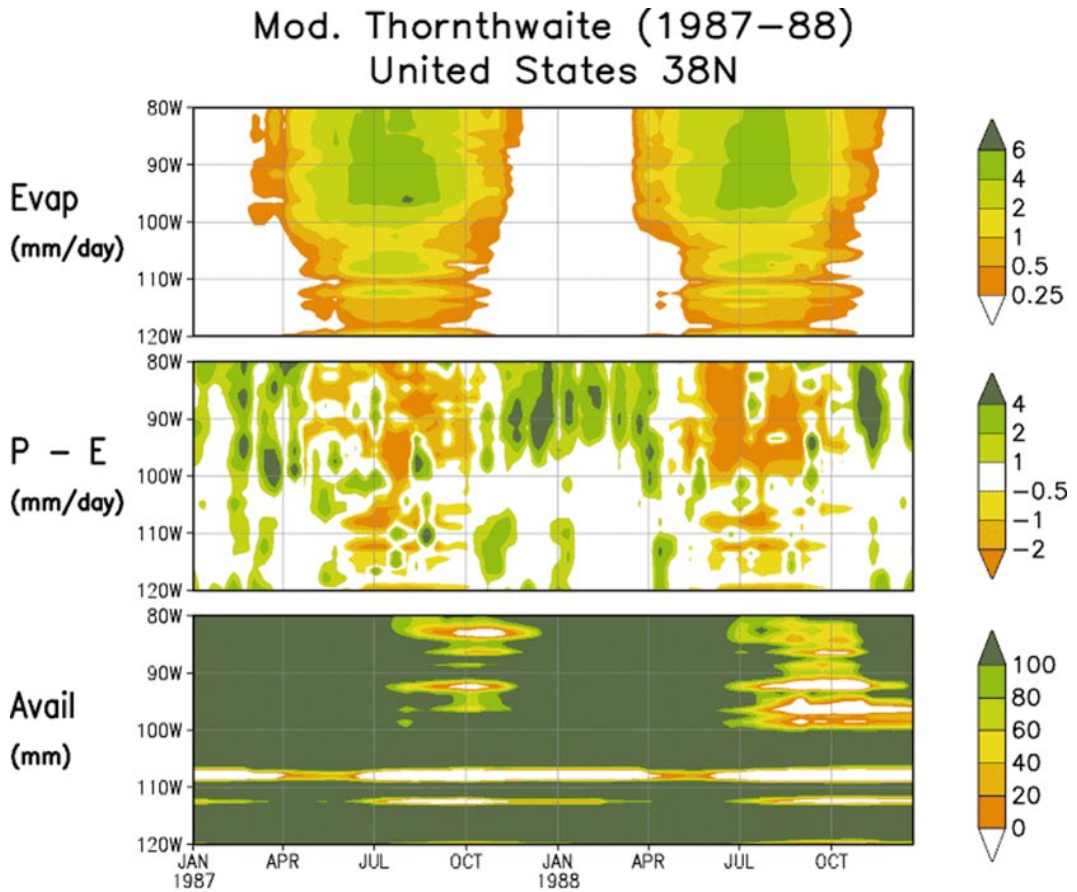 Mod. Thornthwaite (1987-88)
United States 38N
Evap
(mm/day)
80W
90W
100W
110W
120W
6
4
2
1
0.5
0.25
P - E
(mm/day)
80W
90W
100W
110W
120W
4
2
1
-0.5
-1
-2
Avail
(mm)
80W
90W
100W
110W
120W
100
80
60
40
20
0
JAN APR JUL OCT JAN APR JUL OCT
1987 1988